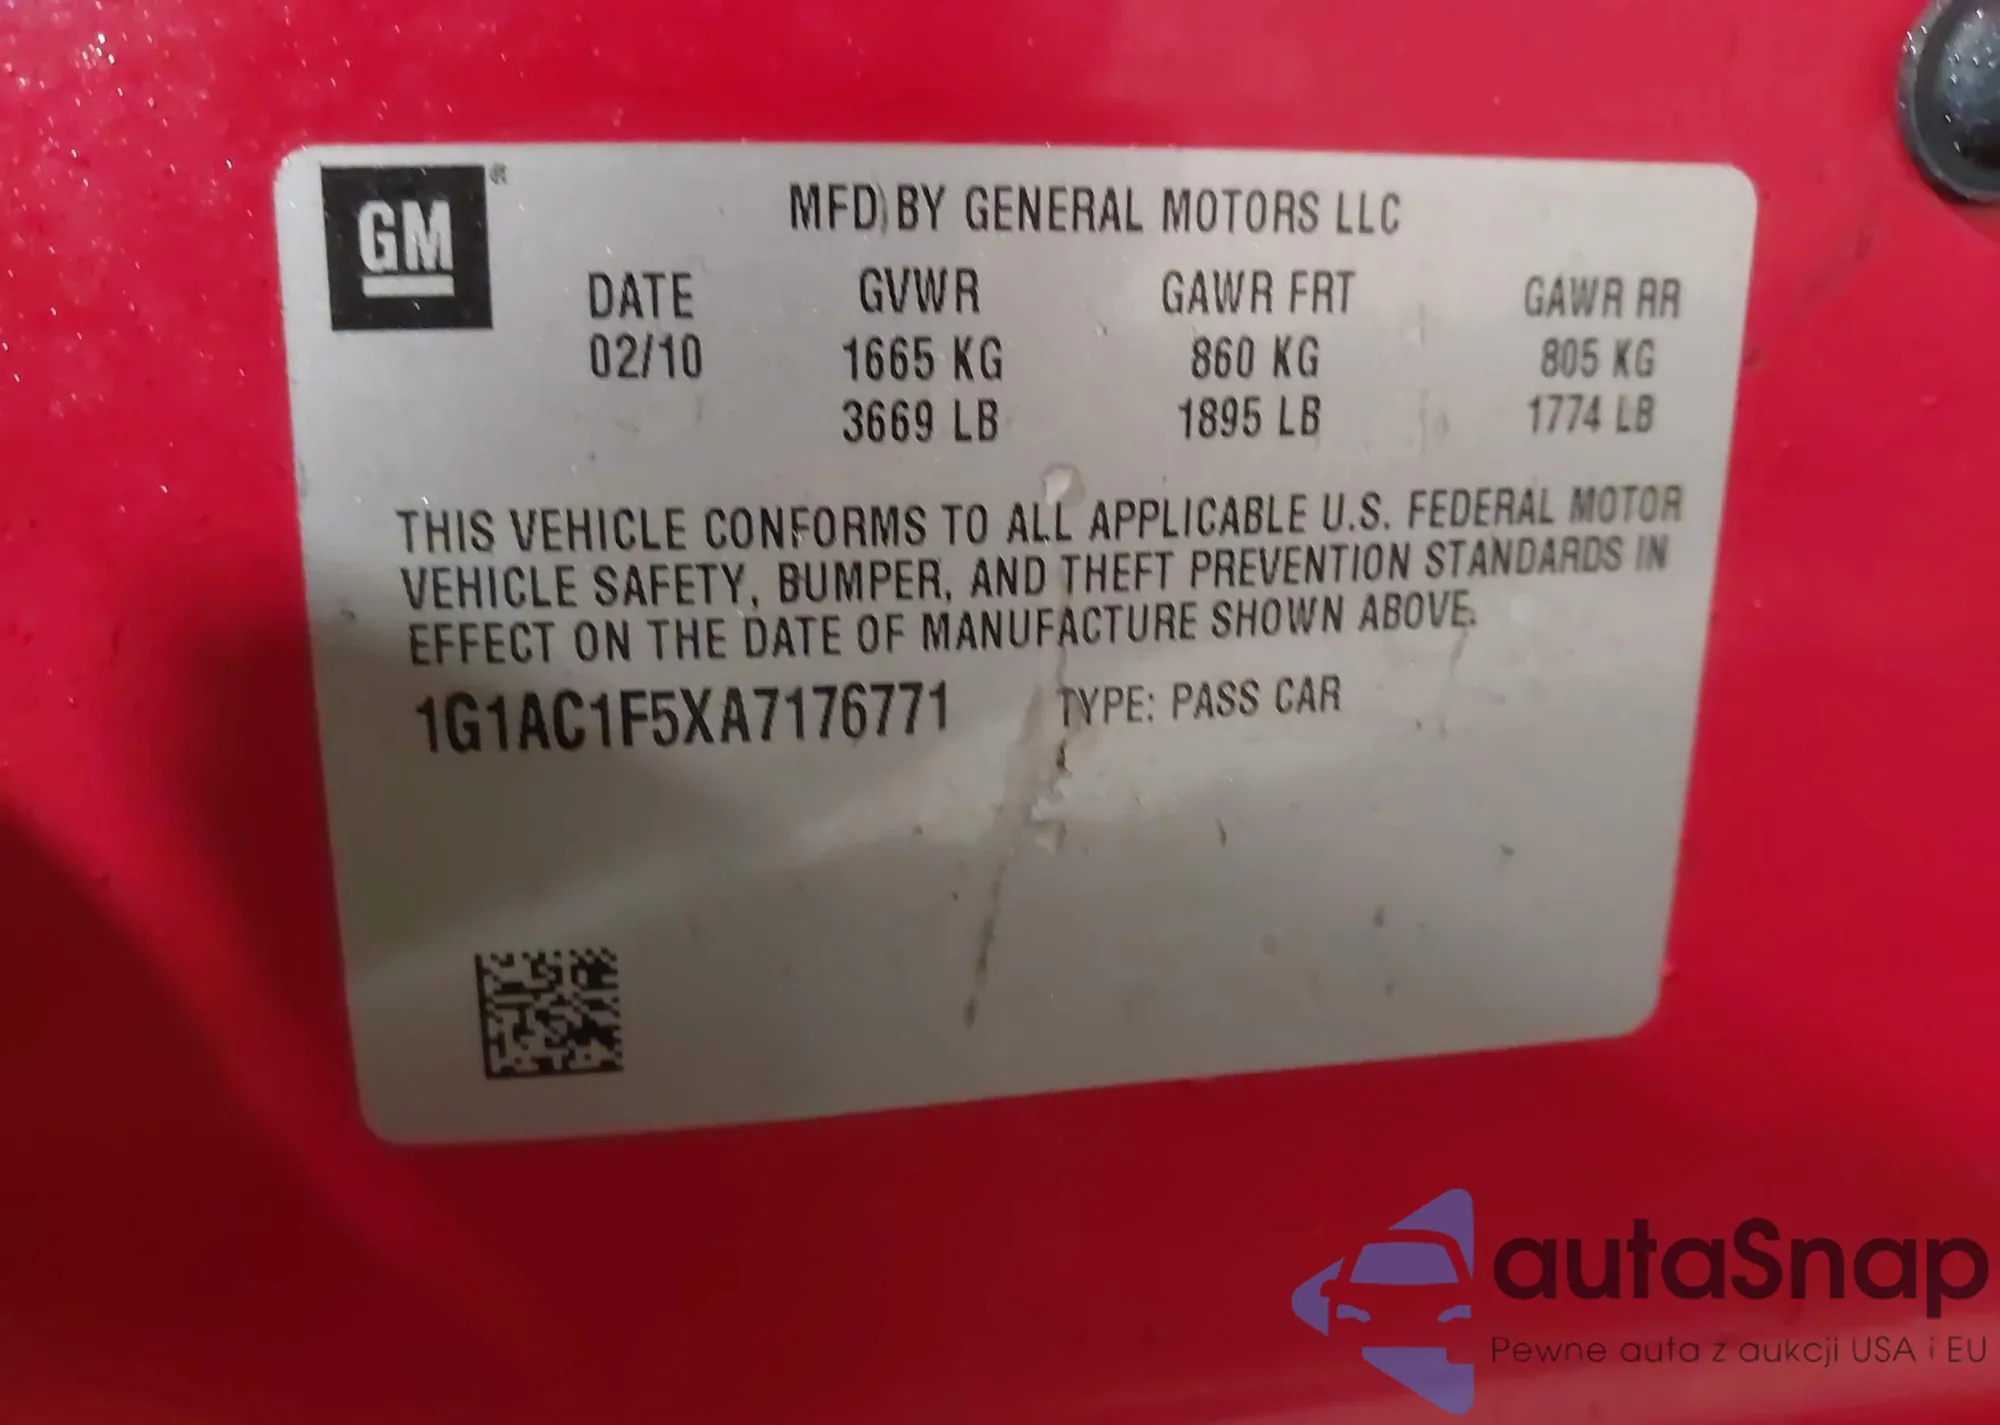 GM®
MFD BY GENERAL MOTORS LLC
DATE GVWR GAWR FRT GAWR RR
02/10 1665 KG 860 KG 805 KG
3669 LB 1895 LB 1774 LB
THIS VEHICLE CONFORMS TO ALL APPLICABLE U.S. FEDERAL MOTOR
VEHICLE SAFETY, BUMPER, AND THEFT PREVENTION STANDARDS IN
EFFECT ON THE DATE OF MANUFACTURE SHOWN ABOVE.
1G1AC1F5XA7176771 TYPE: PASS CAR
autaSnap
Pewne auta z aukcji USA i EU